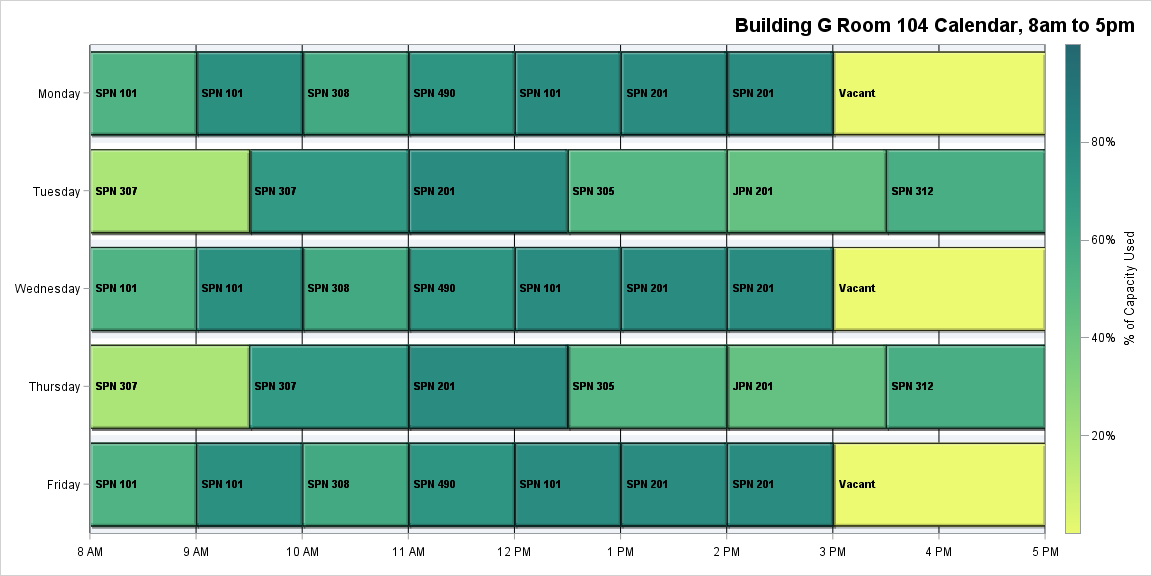 Building G Room 104 Calendar, 8am to 5pm
Monday
SPN 101
SPN 101
SPN 308
SPN 490
SPN 101
SPN 201
SPN 201
Vacant
Tuesday
SPN 307
SPN 307
SPN 201
SPN 305
JPN 201
SPN 312
Wednesday
SPN 101
SPN 101
SPN 308
SPN 490
SPN 101
SPN 201
SPN 201
Vacant
Thursday
SPN 307
SPN 307
SPN 201
SPN 305
JPN 201
SPN 312
Friday
SPN 101
SPN 101
SPN 308
SPN 490
SPN 101
SPN 201
SPN 201
Vacant
8 AM
9 AM
10 AM
11 AM
12 PM
1 PM
2 PM
3 PM
4 PM
5 PM
80%
60%
40%
20%
% of Capacity Used